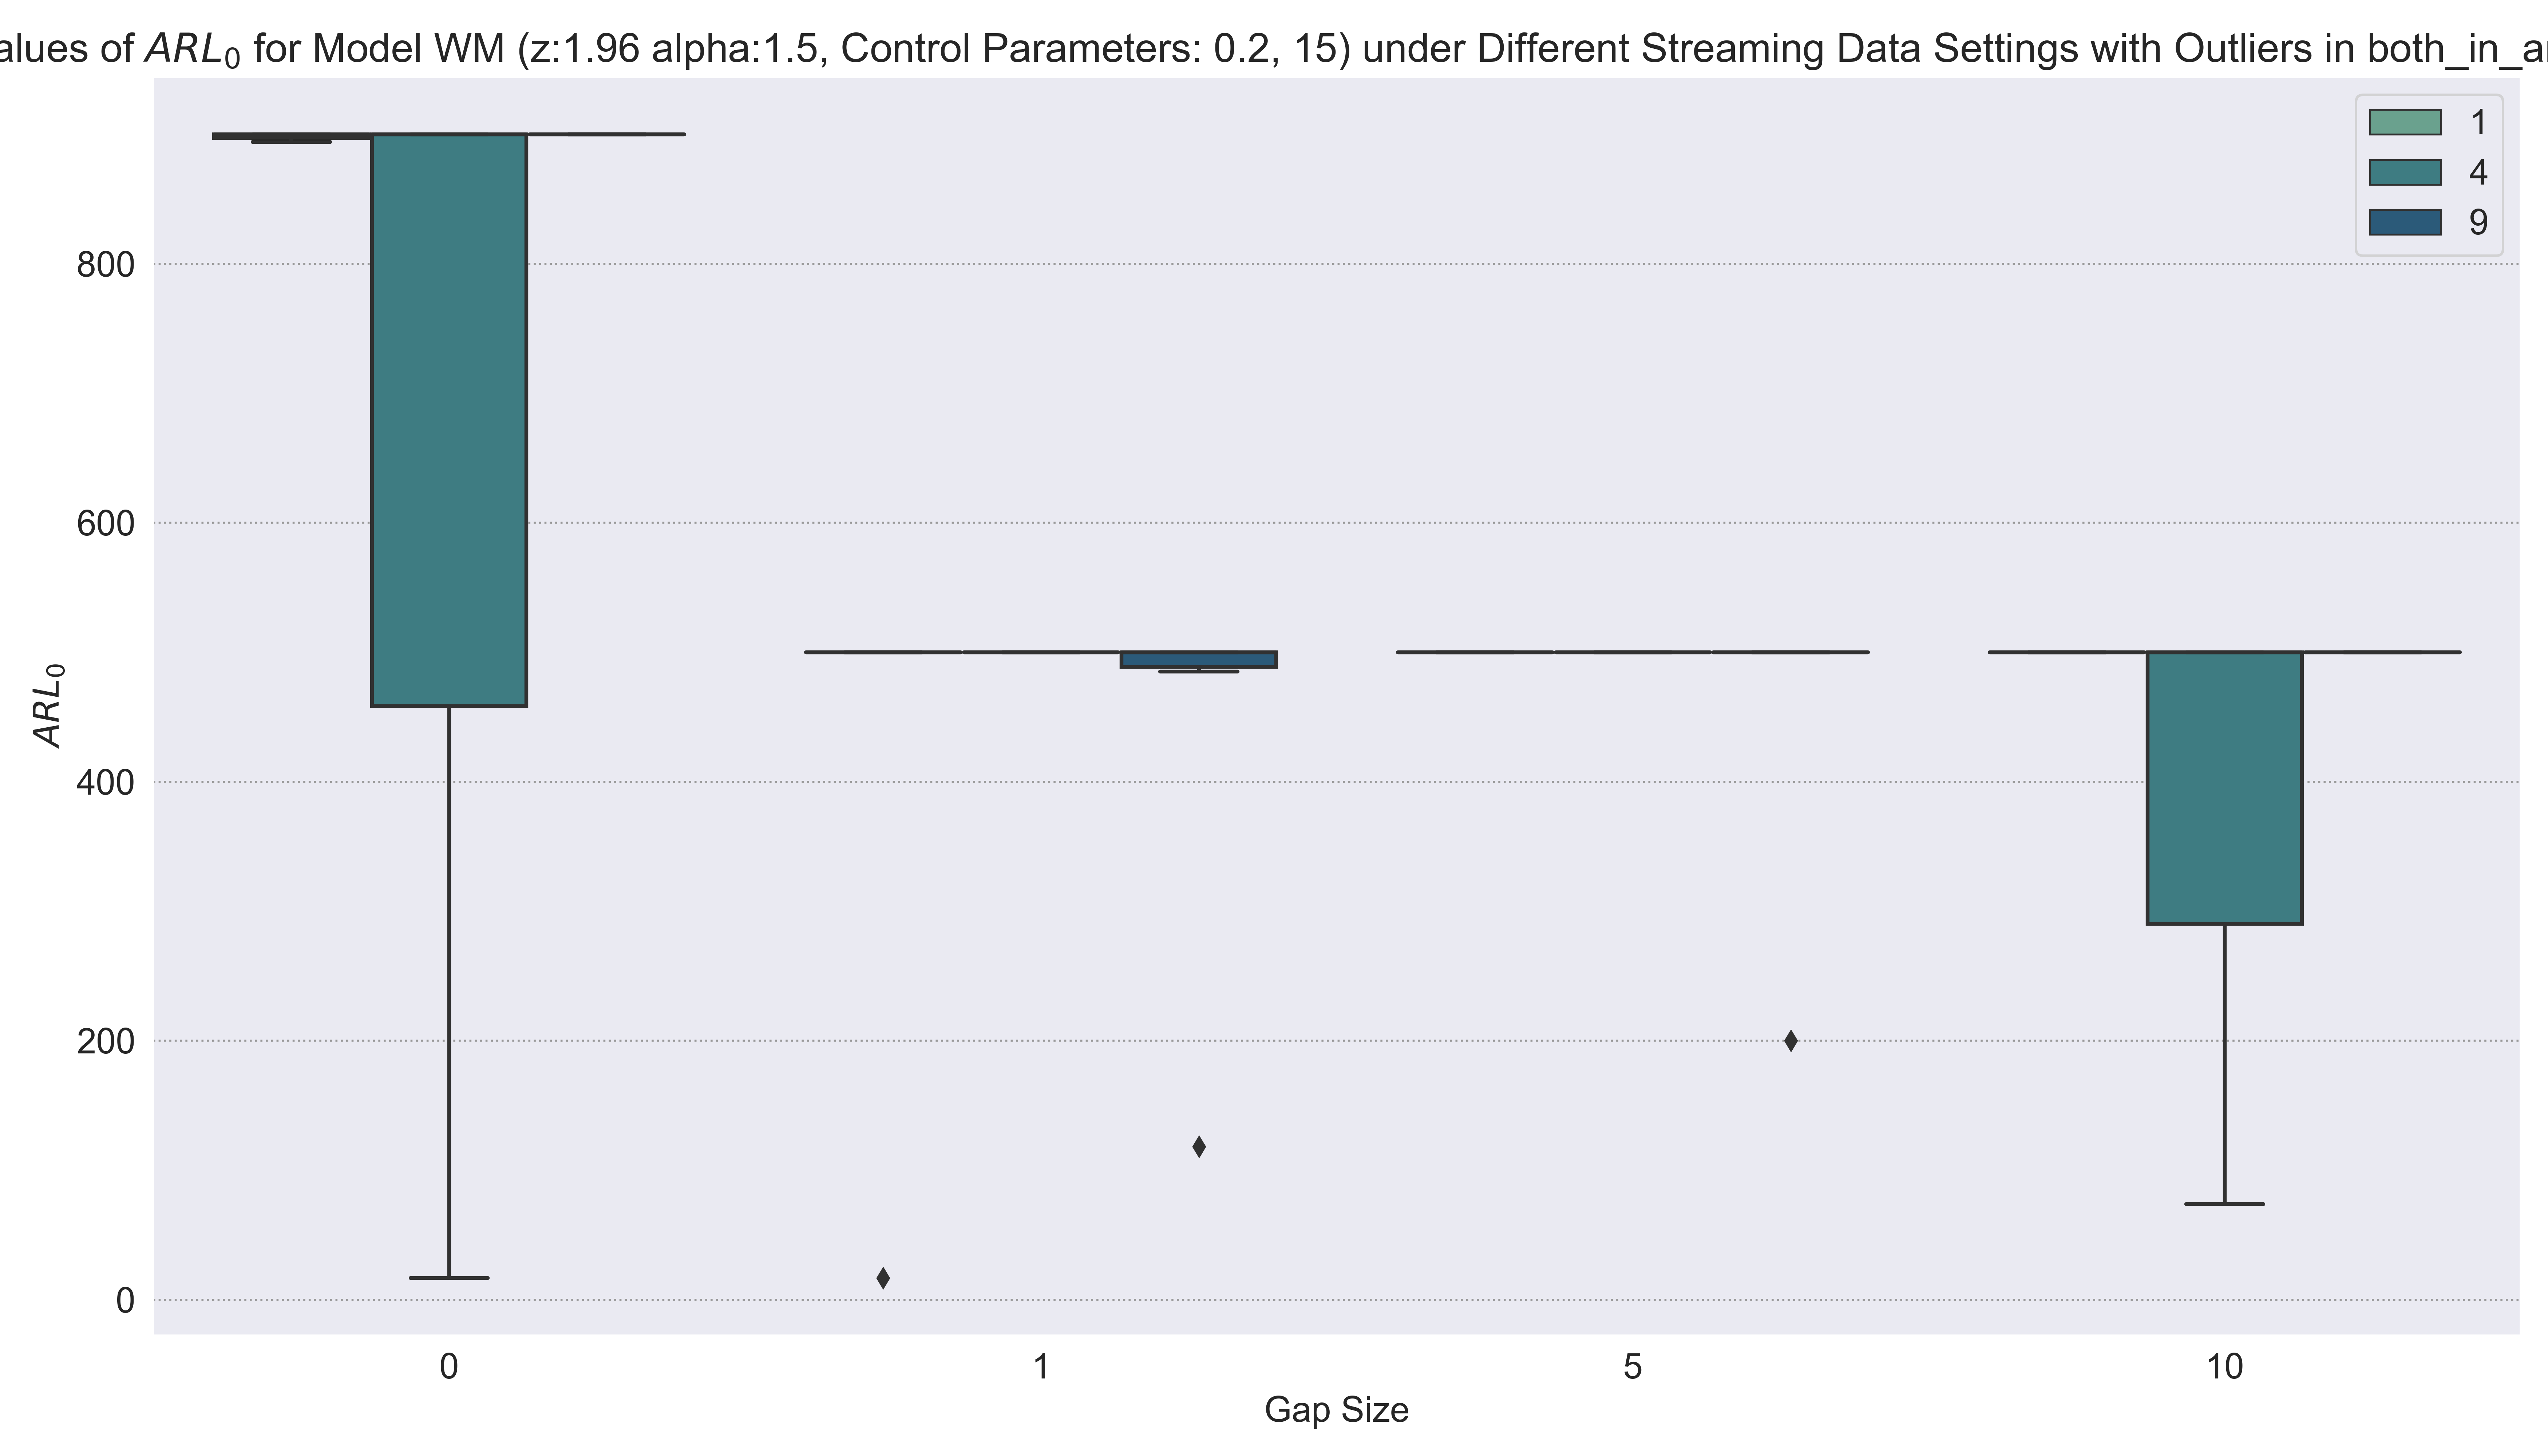 alues of ARL0 for Model WM (z:1.96 alpha:1.5, Control Parameters: 0.2, 15) under Different Streaming Data Settings with Outliers in both_in_a
1
4
9
800
600
400
200
0
ARL0
0 1 5 10
Gap Size